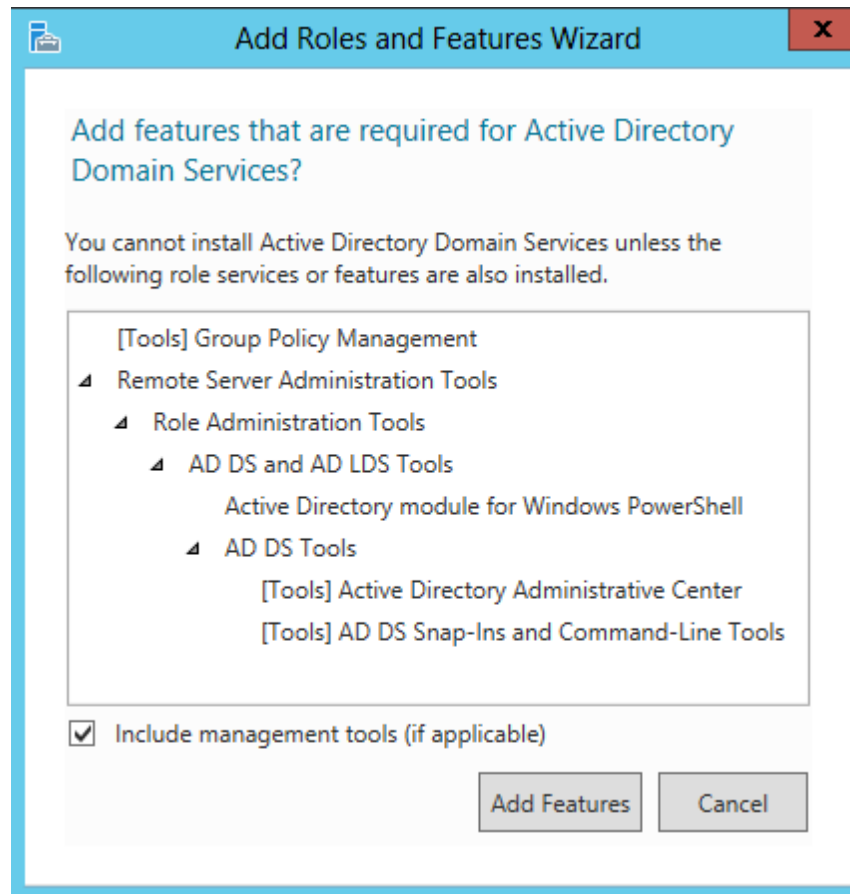 Add Roles and Features Wizard
x
Add features that are required for Active Directory
Domain Services?
You cannot install Active Directory Domain Services unless the
following role services or features are also installed.
[Tools] Group Policy Management
Remote Server Administration Tools
Role Administration Tools
AD DS and AD LDS Tools
Active Directory module for Windows PowerShell
AD DS Tools
[Tools] Active Directory Administrative Center
[Tools] AD DS Snap-Ins and Command-Line Tools
Include management tools (if applicable)
Add Features
Cancel